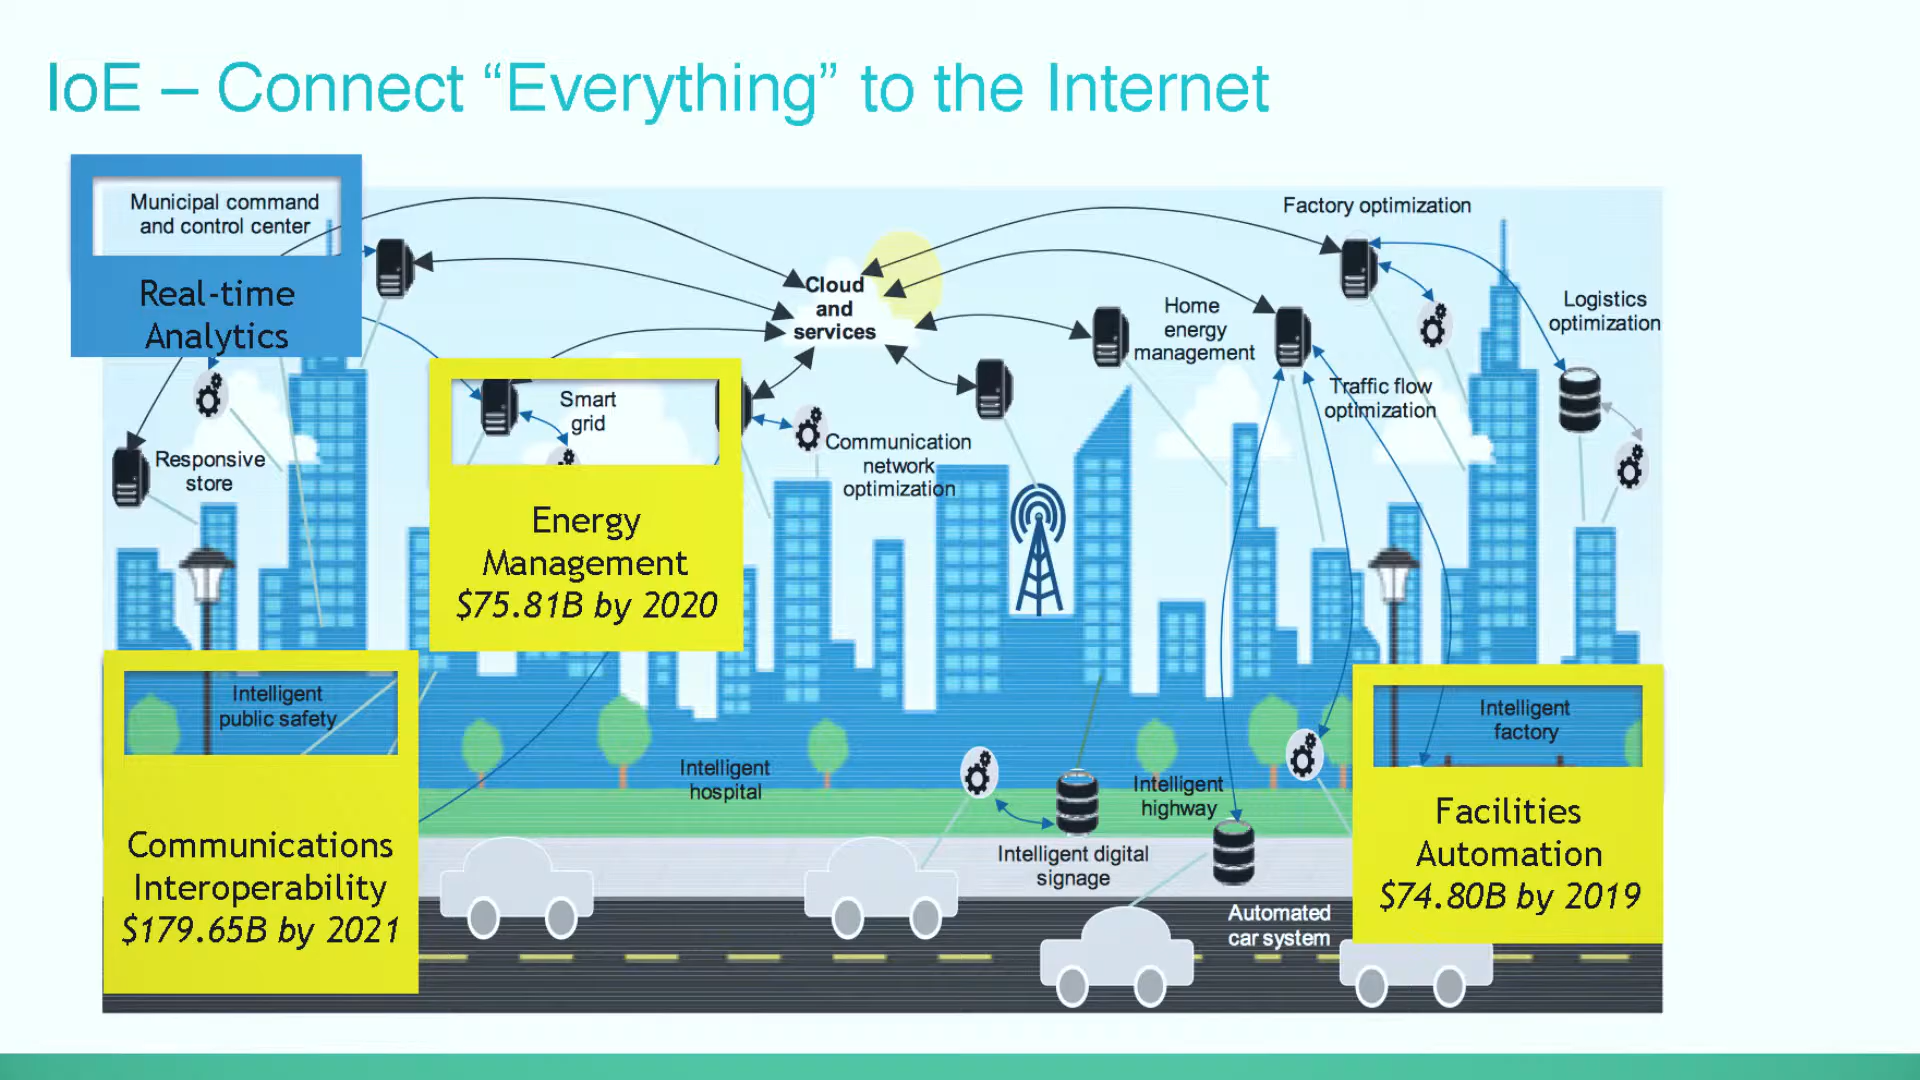 IoE – Connect “Everything” to the Internet
Municipal command
and control center
Real-time
Analytics
Factory optimization
Cloud
and
services
Home
energy
management
Logistics
optimization
Traffic flow
optimization
Smart
grid
Communication
network
optimization
Responsive
store
Energy
Management
$75.81B by 2020
Intelligent
public safety
Communications
Interoperability
$179.65B by 2021
Intelligent
hospital
Intelligent digital
signage
Intelligent
highway
Automated
car system
Intelligent
factory
Facilities
Automation
$74.80B by 2019